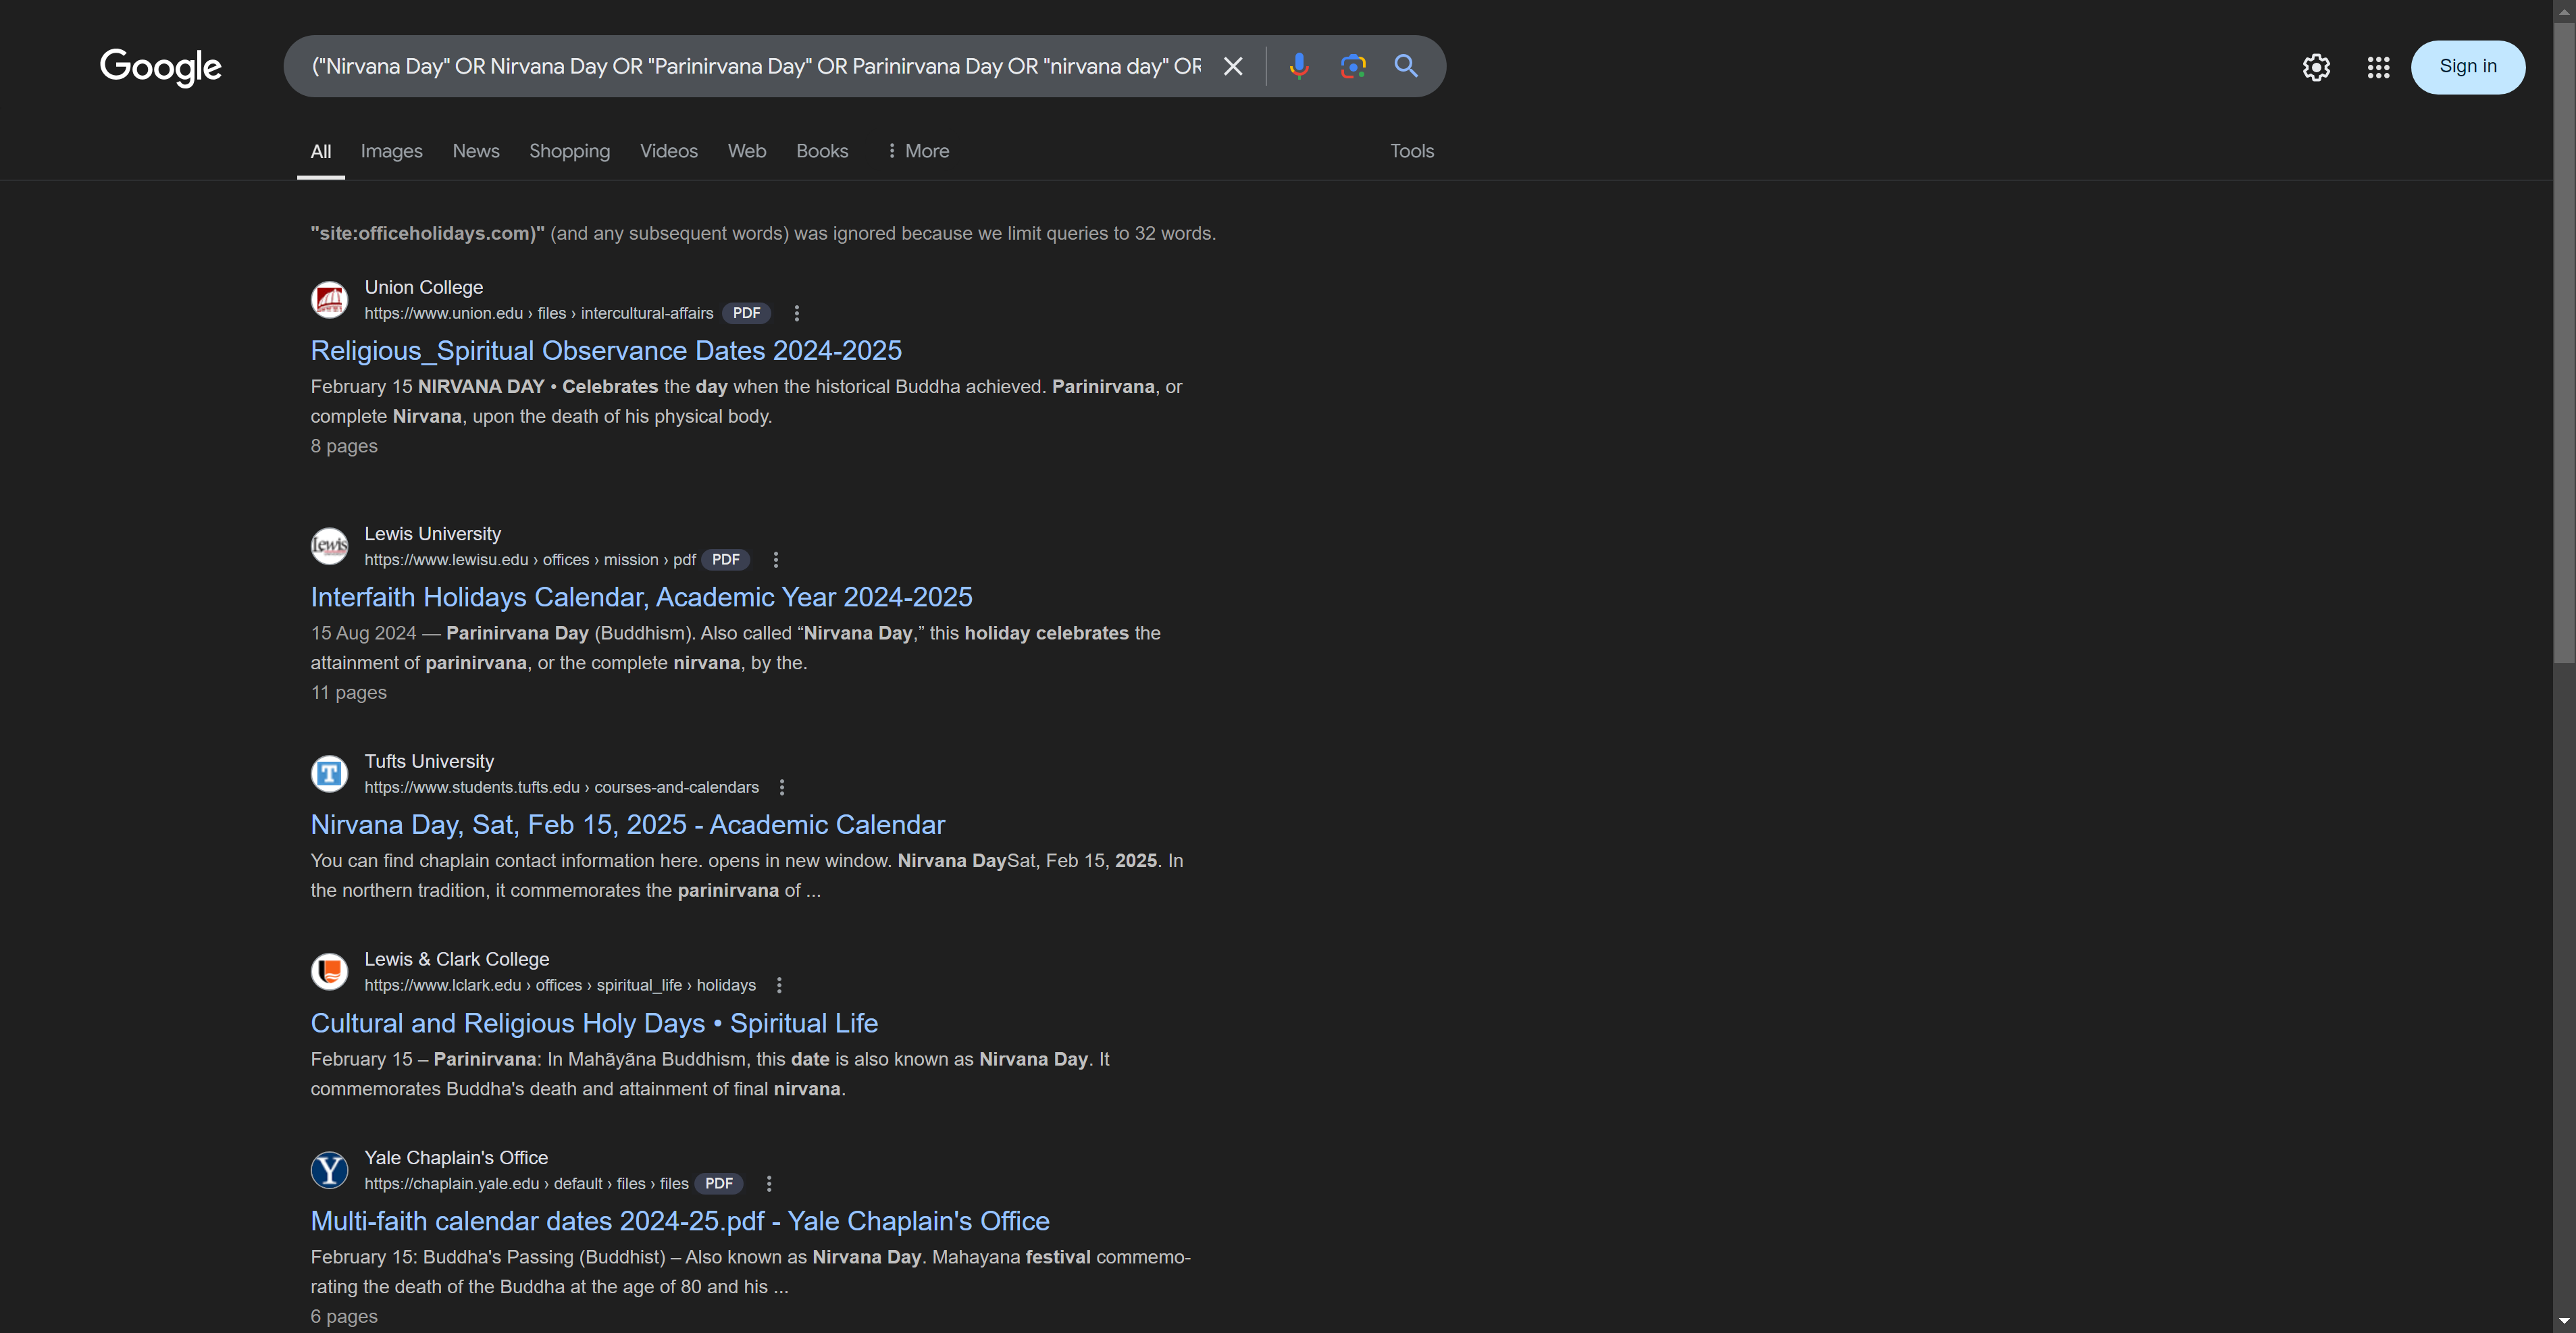 Google
("Nirvana Day" OR Nirvana Day OR "Parinirvana Day" OR Parinirvana Day OR "nirvana day" OR
Sign in
All Images News Shopping Videos Web Books More Tools
"site:officeholidays.com)" (and any subsequent words) was ignored because we limit queries to 32 words.
Union College
https://www.union.edu › files › intercultural-affairs PDF
Religious_Spiritual Observance Dates 2024-2025
February 15 NIRVANA DAY • Celebrates the day when the historical Buddha achieved. Parinirvana, or
complete Nirvana, upon the death of his physical body.
8 pages
Lewis
Lewis University
https://www.lewisu.edu › offices › mission › pdf PDF
Interfaith Holidays Calendar, Academic Year 2024-2025
15 Aug 2024 — Parinirvana Day (Buddhism). Also called “Nirvana Day,” this holiday celebrates the
attainment of parinirvana, or the complete nirvana, by the.
11 pages
T
Tufts University
https://www.students.tufts.edu › courses-and-calendars
Nirvana Day, Sat, Feb 15, 2025 - Academic Calendar
You can find chaplain contact information here. opens in new window. Nirvana DaySat, Feb 15, 2025. In
the northern tradition, it commemorates the parinirvana of ...
Lewis & Clark College
https://www.lclark.edu › offices › spiritual_life › holidays
Cultural and Religious Holy Days • Spiritual Life
February 15 – Parinirvana: In Mahãyãna Buddhism, this date is also known as Nirvana Day. It
commemorates Buddha's death and attainment of final nirvana.
Y
Yale Chaplain's Office
https://chaplain.yale.edu › default › files › files PDF
Multi-faith calendar dates 2024-25.pdf - Yale Chaplain's Office
February 15: Buddha's Passing (Buddhist) – Also known as Nirvana Day. Mahayana festival commemo-
rating the death of the Buddha at the age of 80 and his ...
6 pages